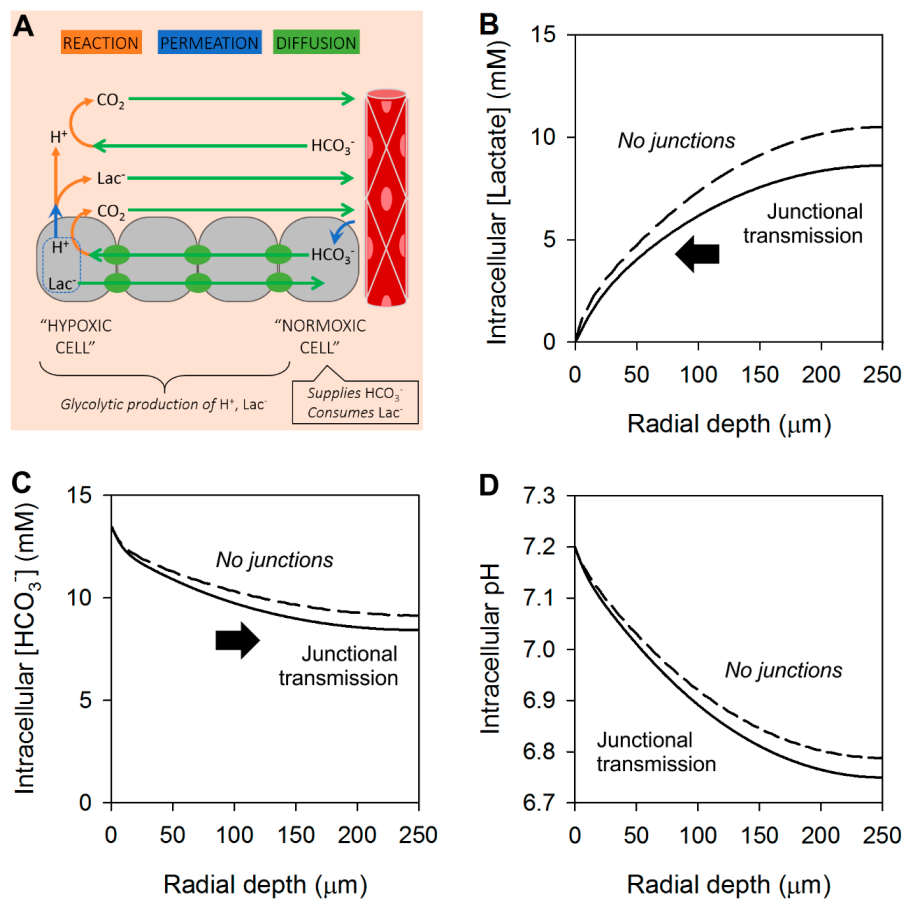 A
REACTION PERMEATION DIFFUSION
CO₂
H⁺
HCO₃⁻
Lac⁻
CO₂
H⁺
HCO₃⁻
Lac⁻
"HYPOXIC
CELL"
"NORMOXIC
CELL"
Glycolytic production of H⁺, Lac⁻
Supplies HCO₃⁻
Consumes Lac⁻
B
Intracellular [Lactate] (mM)
15
10
5
0
No junctions
Junctional
transmission
0 50 100 150 200 250
Radial depth (μm)
C
Intracellular [HCO₃⁻] (mM)
15
10
5
0
No junctions
Junctional
transmission
0 50 100 150 200 250
Radial depth (μm)
D
Intracellular pH
7.3
7.2
7.1
7.0
6.9
6.8
6.7
No junctions
Junctional
transmission
0 50 100 150 200 250
Radial depth (μm)